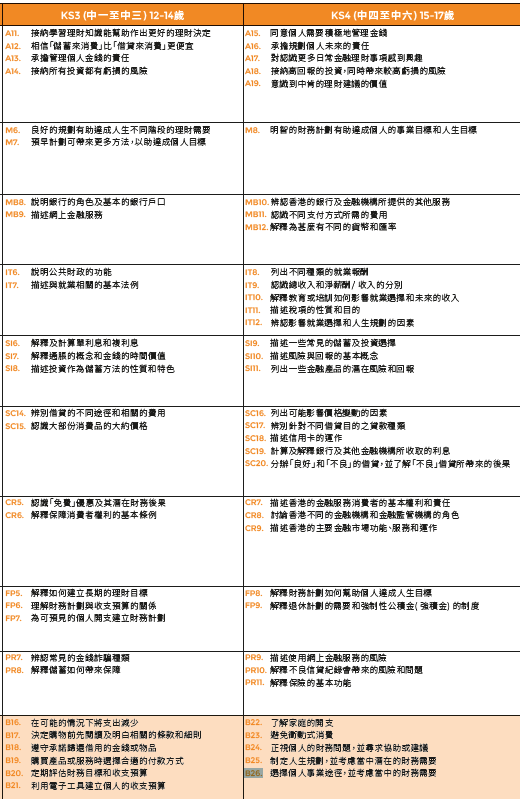 KS3 (中一至中三) 12-14歲
A11. 接納學習理財知識能幫助作出更好的理財決定
A12. 相信「儲蓄來消費」比「借貸來消費」更便宜
A13. 承擔管理個人金錢的責任
A14. 接納所有投資都有虧損的風險
M6. 良好的規劃有助達成人生不同階段的理財需要
M7. 預早計劃可帶來更多方法,以助達成個人目標
MB8. 說明銀行的角色及基本的銀行戶口
MB9. 描述網上金融服務
IT6. 說明公共財政的功能
IT7. 描述與就業相關的基本法例
SI6. 解釋及計算單利息和複利息
SI7. 解釋通脹的概念和金錢的時間價值
SI8. 描述投資作為儲蓄方法的性質和特色
SC14. 辨別借貸的不同途徑和相關的費用
SC15. 認識大部份消費品的大約價格
CR5. 認識「免費」優惠及其潛在財務後果
CR6. 解釋保障消費者權利的基本條例
FP5. 解釋如何建立長期的理財目標
FP6. 理解財務計劃與收支預算的關係
FP7. 為可預見的個人開支建立財務計劃
PR7. 辨認常見的金錢詐騙種類
PR8. 解釋儲蓄如何帶來保障
B16. 在可能的情況下將支出減少
B17. 決定購物前先閱讀及明白相關的條款和細則
B18. 遵守承諾歸還借用的金錢或物品
B19. 購買產品或服務時選擇合適的付款方式
B20. 定期評估財務目標和收支預算
B21. 利用電子工具建立個人的收支預算
KS4 (中四至中六) 15-17歲
A15. 同意個人需要積極地管理金錢
A16. 承擔規劃個人未來的責任
A17. 對認識更多日常金融理財事項感到興趣
A18. 接納高回報的投資,同時帶來較高虧損的風險
A19. 意識到中肯的理財建議的價值
M8. 明智的財務計劃有助達成個人的事業目標和人生目標
MB10. 辨認香港的銀行及金融機構所提供的其他服務
MB11. 認識不同支付方式所需的費用
MB12. 解釋為甚麼有不同的貨幣和匯率
IT8. 列出不同種類的就業報酬
IT9. 認識總收入和淨薪酬/ 收入的分別
IT10. 解釋教育或培訓如何影響就業選擇和未來的收入
IT11. 描述稅項的性質和目的
IT12. 辨認影響就業選擇和人生規劃的因素
SI9. 描述一些常見的儲蓄及投資選擇
SI10. 描述風險與回報的基本概念
SI11. 列出一些金融產品的潛在風險和回報
SC16. 列出可能影響價格變動的因素
SC17. 辨別針對不同借貸目的之貸款種類
SC18. 描述信用卡的運作
SC19. 計算及解釋銀行及其他金融機構所收取的利息
SC20. 分辦「良好」和「不良」的借貸,並了解「不良」借貸所帶來的後果
CR7. 描述香港的金融服務消費者的基本權利和責任
CR8. 討論香港不同的金融機構和金融監管機構的角色
CR9. 描述香港的主要金融市場功能、服務和運作
FP8. 解釋財務計劃如何幫助個人達成人生目標
FP9. 解釋退休計劃的需要和強制性公積金( 強積金) 的制度
PR9. 描述使用網上金融服務的風險
PR10. 解釋不良信貸紀錄會帶來的風險和問題
PR11. 解釋保險的基本功能
B22. 了解家庭的開支
B23. 避免衝動式消費
B24. 正視個人的財務問題,並尋求協助或建議
B25. 制定人生規劃,並考慮當中潛在的財務需要
B26. 選擇個人事業途徑,並考慮當中的財務需要